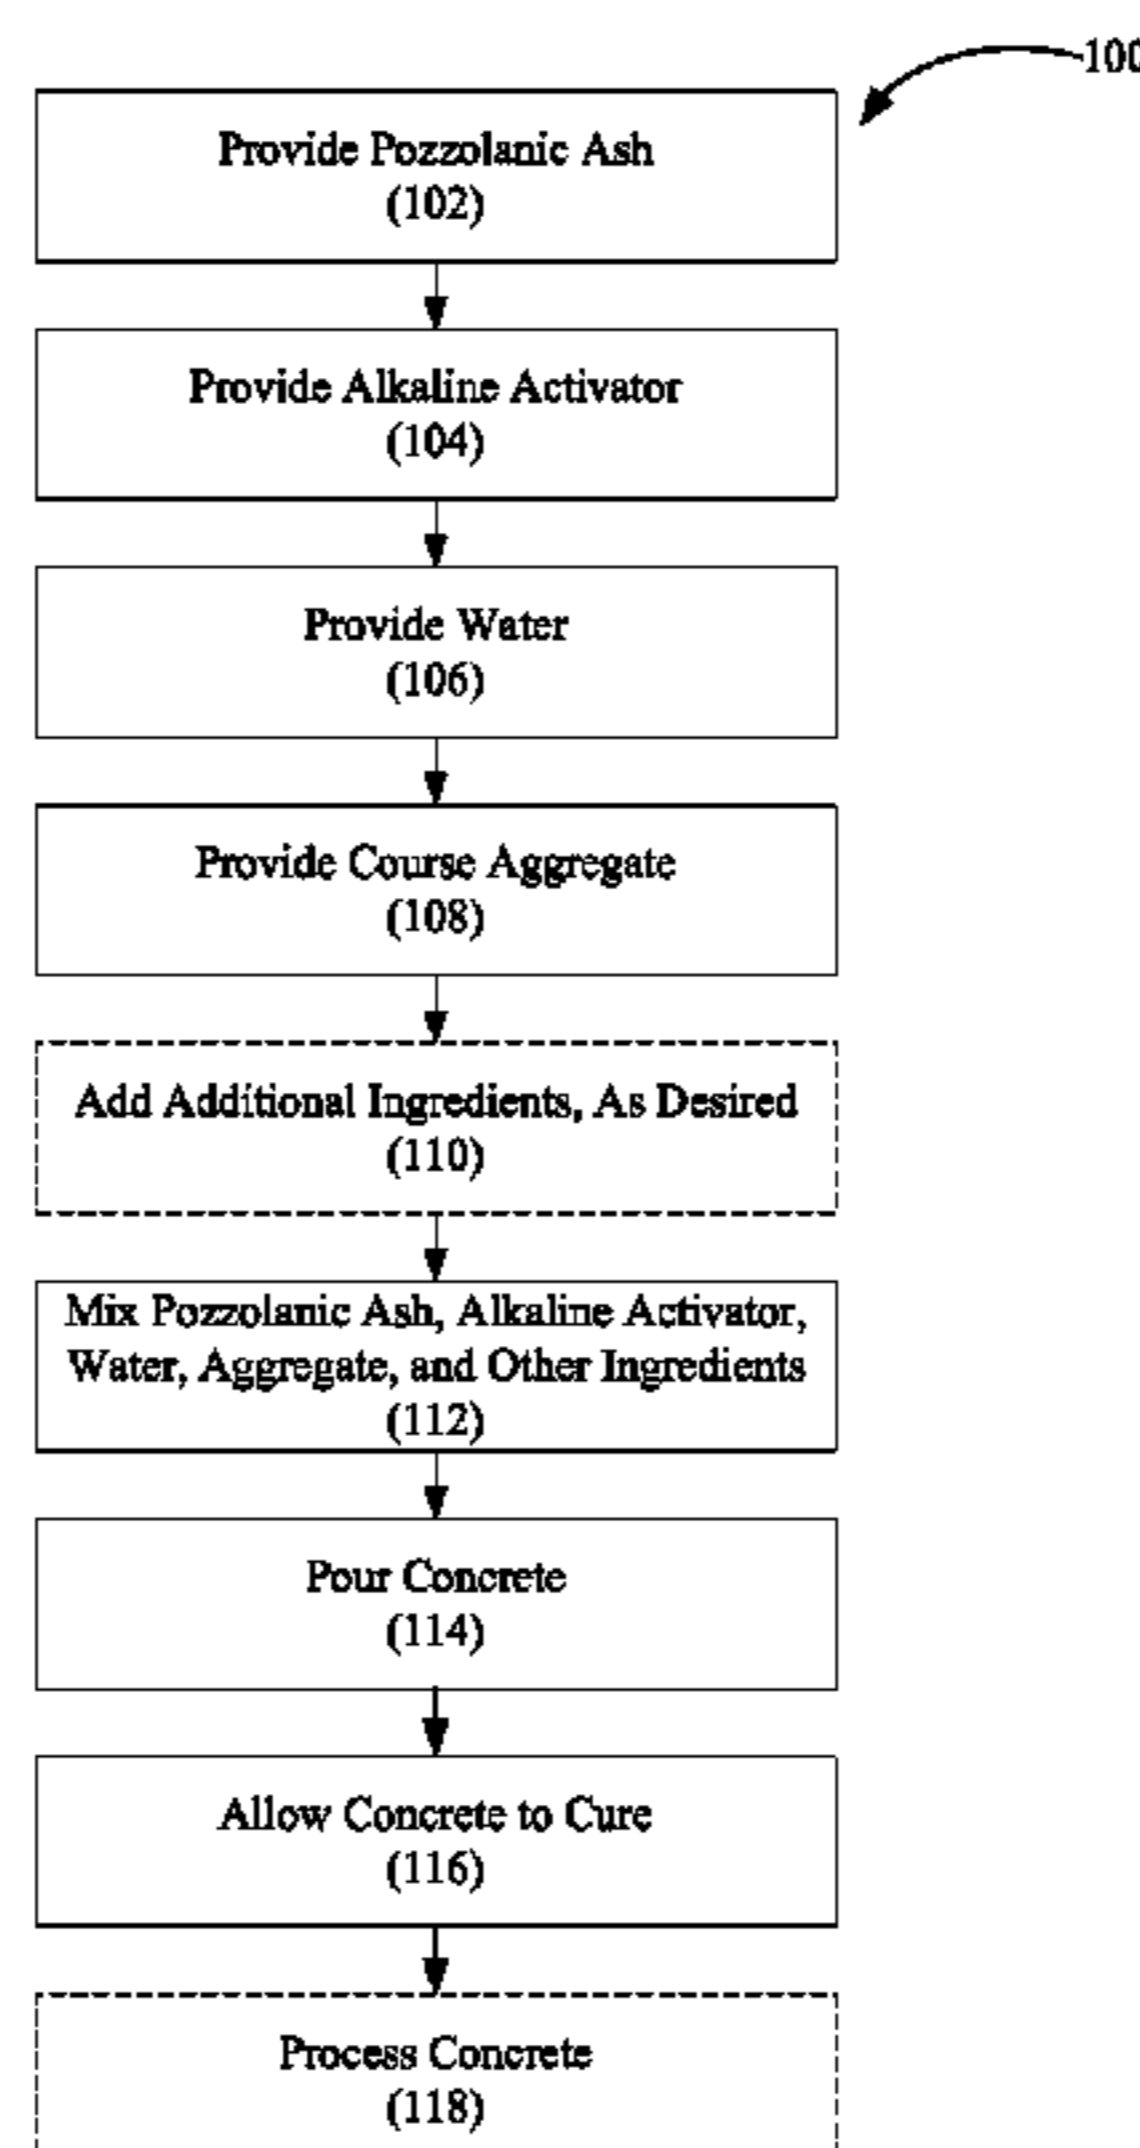 100
Provide Pozzolanic Ash
(102)
Provide Alkaline Activator
(104)
Provide Water
(106)
Provide Course Aggregate
(108)
Add Additional Ingredients, As Desired
(110)
Mix Pozzolanic Ash, Alkaline Activator,
Water, Aggregate, and Other Ingredients
(112)
Pour Concrete
(114)
Allow Concrete to Cure
(116)
Process Concrete
(118)